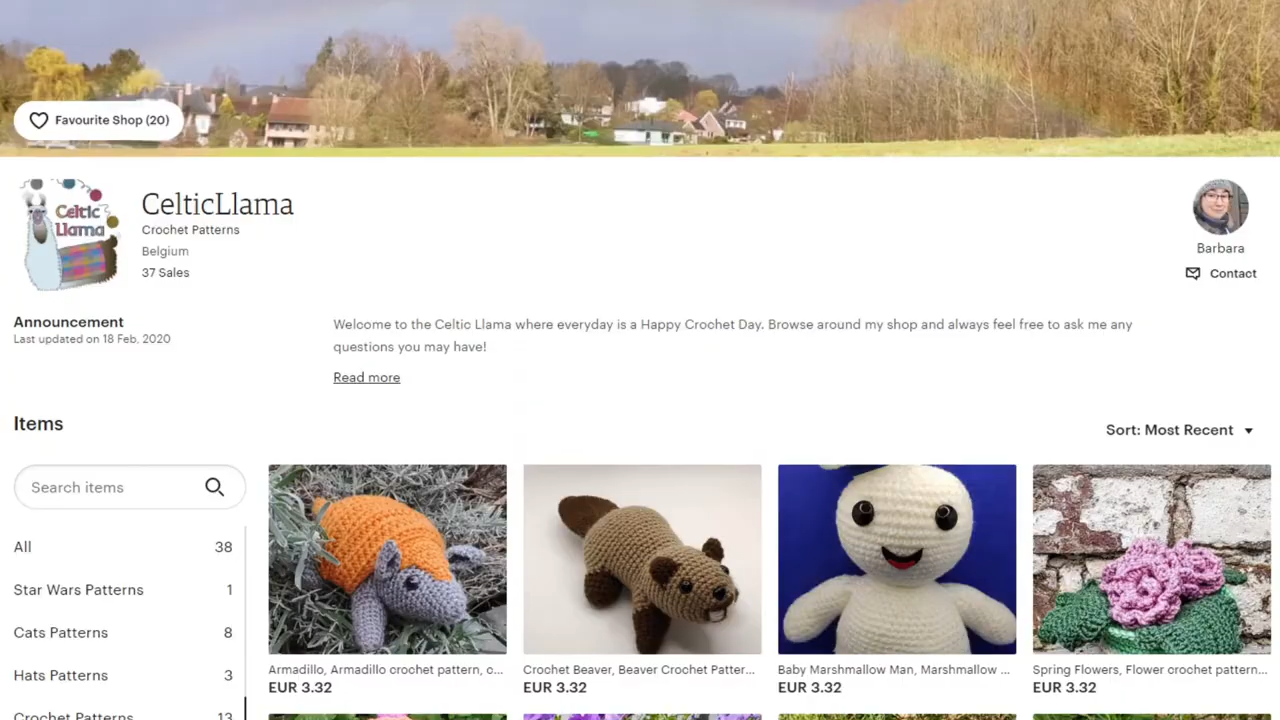 Favourite Shop (20)
Celtic
Llama
CelticLlama
Crochet Patterns
Belgium
37 Sales
Barbara
Contact
Announcement
Last updated on 18 Feb, 2020
Welcome to the Celtic Llama where everyday is a Happy Crochet Day. Browse around my shop and always feel free to ask me any
questions you may have!
Read more
Items
Sort: Most Recent
Search items
All 38
Star Wars Patterns 1
Cats Patterns 8
Hats Patterns 3
Crochet Patterns 13
Armadillo, Armadillo crochet pattern, c...
EUR 3.32
Crochet Beaver, Beaver Crochet Patter...
EUR 3.32
Baby Marshmallow Man, Marshmallow ...
EUR 3.32
Spring Flowers, Flower crochet pattern...
EUR 3.32